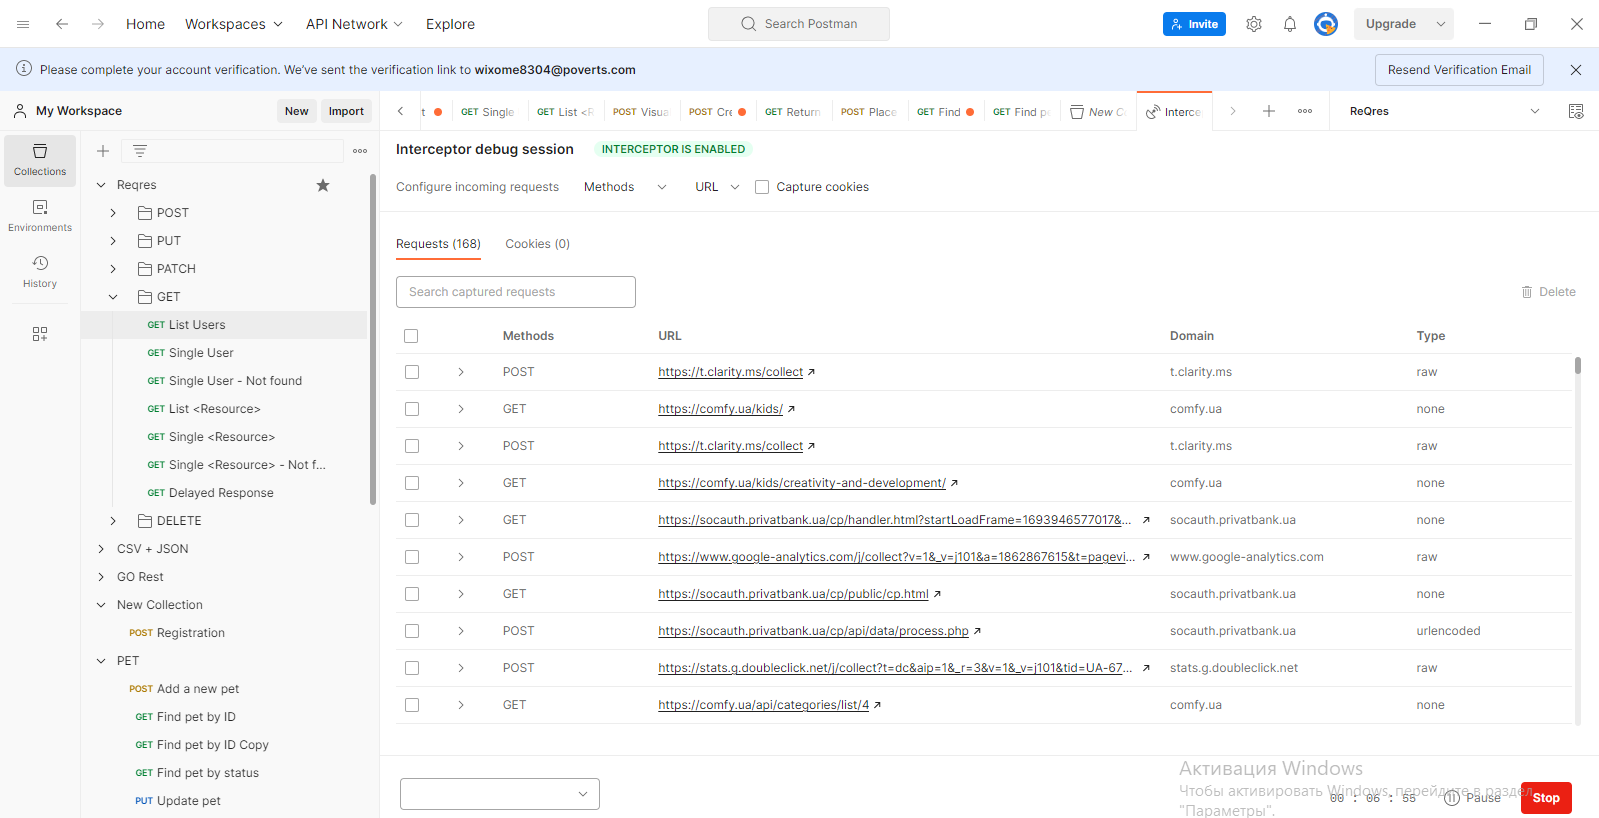 Home Workspaces API Network Explore Search Postman Invite Upgrade
Please complete your account verification. We've sent the verification link to wixome8304@poverts.com Resend Verification Email
My Workspace New Import
GET Single GET List <R POST Visua POST Cre GET Return POST Place GET Find GET Find p New C Interce ReQres
Collections
Environments
History
Reqres
POST
PUT
PATCH
GET
GET List Users
GET Single User
GET Single User - Not found
GET List <Resource>
GET Single <Resource>
GET Single <Resource> - Not f...
GET Delayed Response
DELETE
CSV + JSON
GO Rest
New Collection
POST Registration
PET
POST Add a new pet
GET Find pet by ID
GET Find pet by ID Copy
GET Find pet by status
PUT Update pet
Interceptor debug session INTERCEPTOR IS ENABLED
Configure incoming requests Methods URL Capture cookies
Requests (168) Cookies (0)
Search captured requests Delete
Methods URL Domain Type
POST https://t.clarity.ms/collect t.clarity.ms raw
GET https://comfy.ua/kids/ comfy.ua none
POST https://t.clarity.ms/collect t.clarity.ms raw
GET https://comfy.ua/kids/creativity-and-development/ comfy.ua none
GET https://socauth.privatbank.ua/cp/handler.html?startLoadFrame=1693946577017&... socauth.privatbank.ua none
POST https://www.google-analytics.com/j/collect?v=1&_v=j101&a=1862867615&t=pagevi... www.google-analytics.com raw
GET https://socauth.privatbank.ua/cp/public/cp.html socauth.privatbank.ua none
POST https://socauth.privatbank.ua/cp/api/data/process.php socauth.privatbank.ua urlencoded
POST https://stats.g.doubleclick.net/j/collect?t=dc&aip=1&_r=3&v=1&_v=j101&tid=UA-67... stats.g.doubleclick.net raw
GET https://comfy.ua/api/categories/list/4 comfy.ua none
Активация Windows
Чтобы активировать Windows, перейдите в раздел
"Параметры".
00 : 06 : 55 Pause Stop